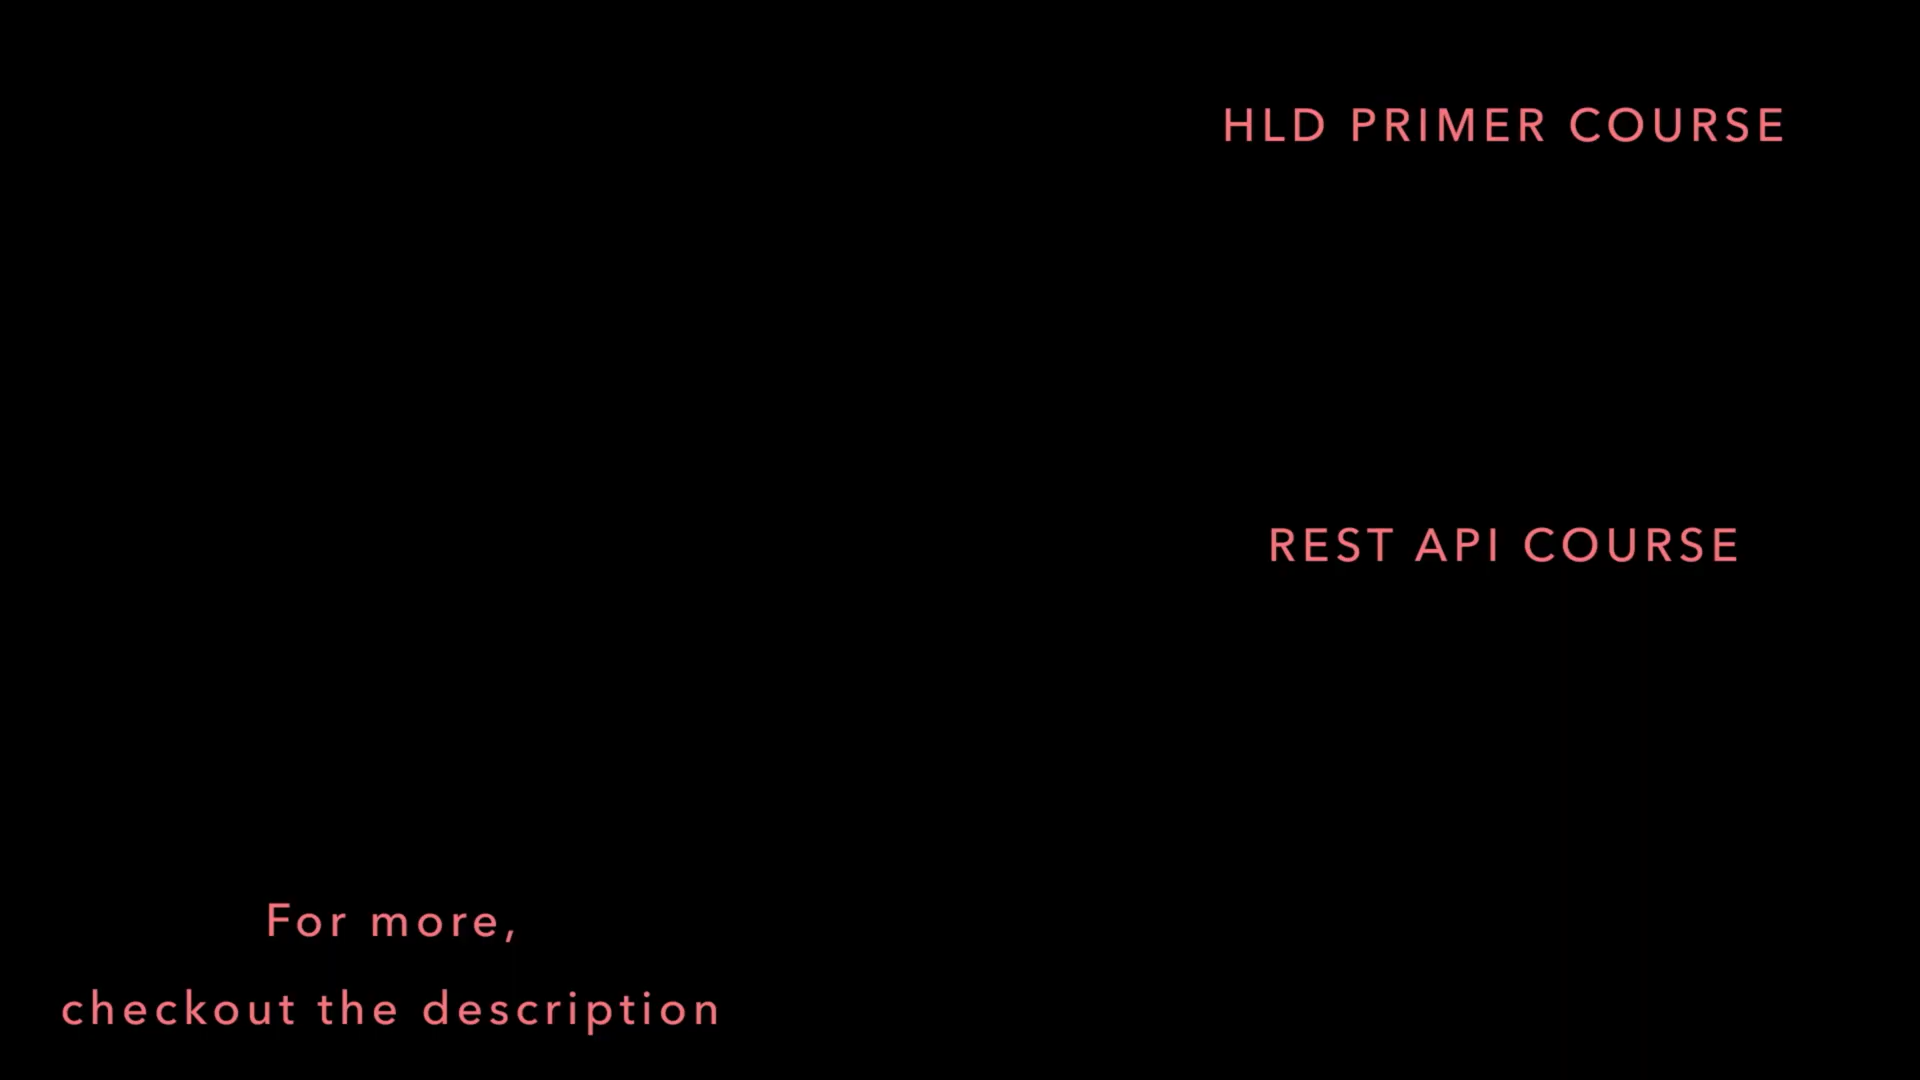 HLD PRIMER COURSE
REST API COURSE
For more,
checkout the description